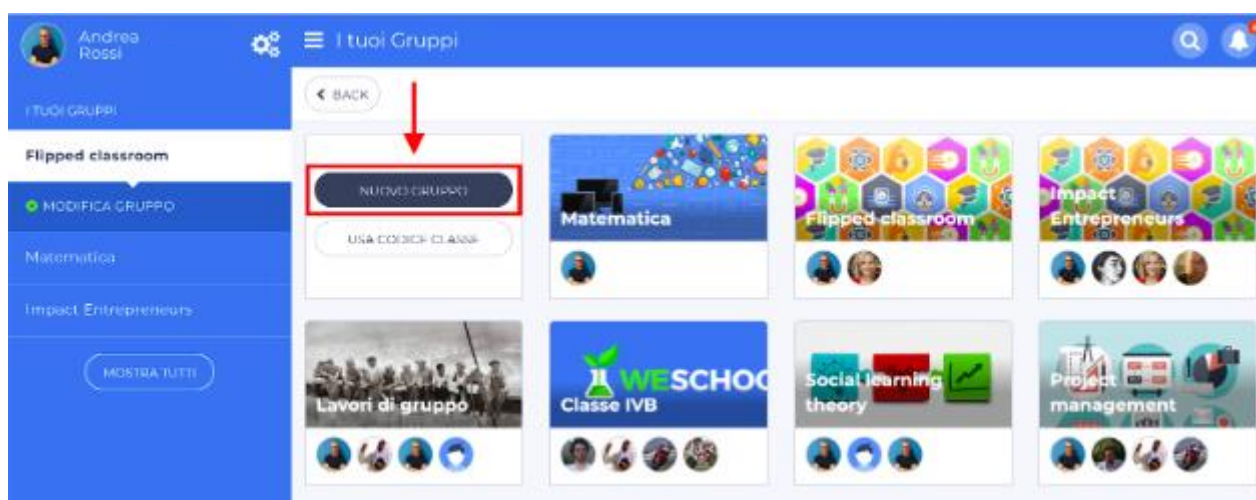 Andrea
Rossi
I tuoi Gruppi
BACK
I TUOI GRUPPI
Flipped classroom
MODIFICA GRUPPO
Matematica
Impact Entrepreneurs
MOSTRA TUTTI
NUOVO GRUPPO
USA CODICE CLASSE
Matematica
Flipped classroom
Impact
Entrepreneurs
Lavori di gruppo
WESCHOO
Classe IVB
Social learning
theory
Project
management